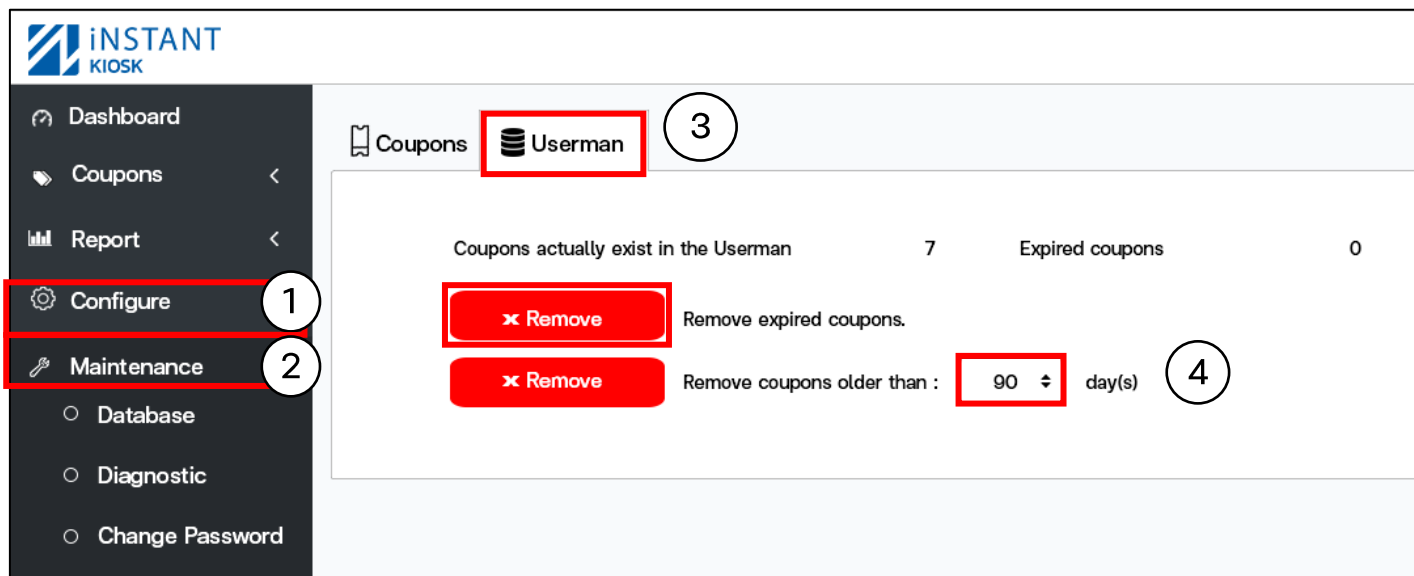 iNSTANT
KIOSK
Dashboard
Coupons
Report
Configure
1
Maintenance
2
Database
Diagnostic
Change Password
Coupons
Userman
3
Coupons actually exist in the Userman 7 Expired coupons 0
Remove Remove expired coupons.
Remove Remove coupons older than : 90 day(s)
4